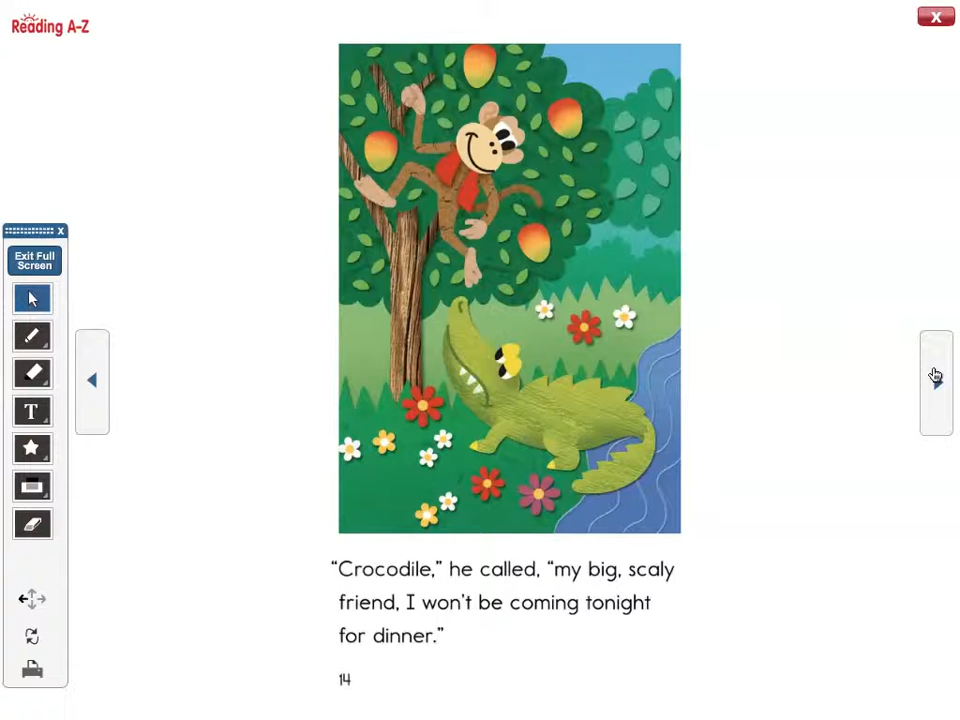 Reading A-Z
X
x
Exit Full
Screen
T
“Crocodile,” he called, “my big, scaly
friend, I won’t be coming tonight
for dinner.”
14